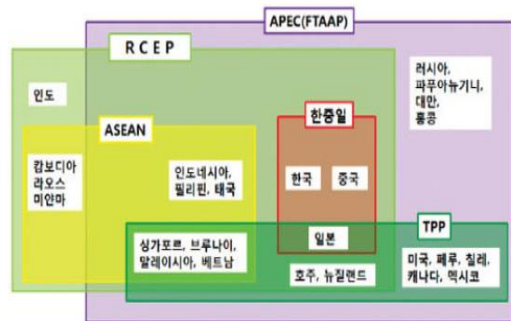 APEC(FTAAP)
RCEP
인도
러시아,
파푸아뉴기니,
대만,
홍콩
ASEAN
한중일
캄보디아
라오스
미얀마
인도네시아,
필리핀, 태국
한국
중국
TPP
싱가포르, 브루나이,
말레이시아, 베트남
일본
호주, 뉴질랜드
미국, 페루, 칠레,
캐나다, 멕시코